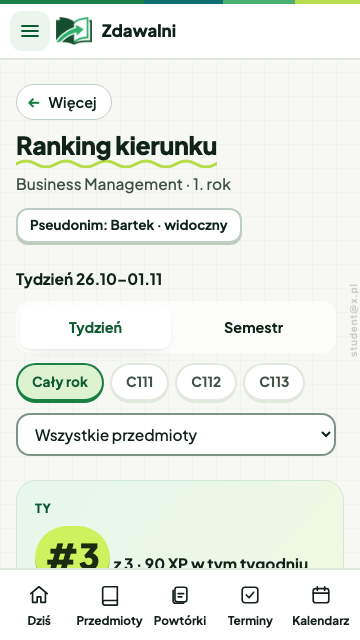 Zdawalni
← Więcej
Ranking kierunku
Business Management · 1. rok
Pseudonim: Bartek · widoczny
Tydzień 26.10–01.11
Tydzień Semestr
Cały rok C111 C112 C113
Wszystkie przedmioty
student@x.pl
TY
#3 z 3 · 90 XP w tym tygodniu
Dziś Przedmioty Powtórki Terminy Kalendarz